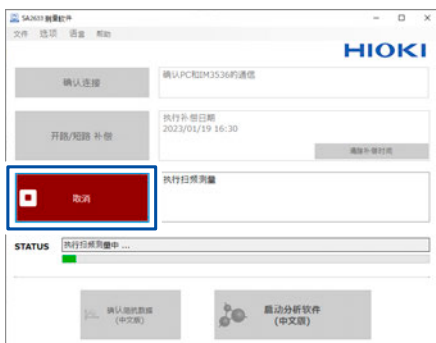 SA2633 测量软件
文件 选项 语言 帮助
HIOKI
确认连接
确认PC和IM3536的通信
开路/短路 补偿
执行补偿日期
2023/01/19 16:30
清除补偿时间
取消
执行扫频测量
STATUS 执行扫频测量中 ...
确认随机数据
(中文版)
启动分析软件
(中文版)